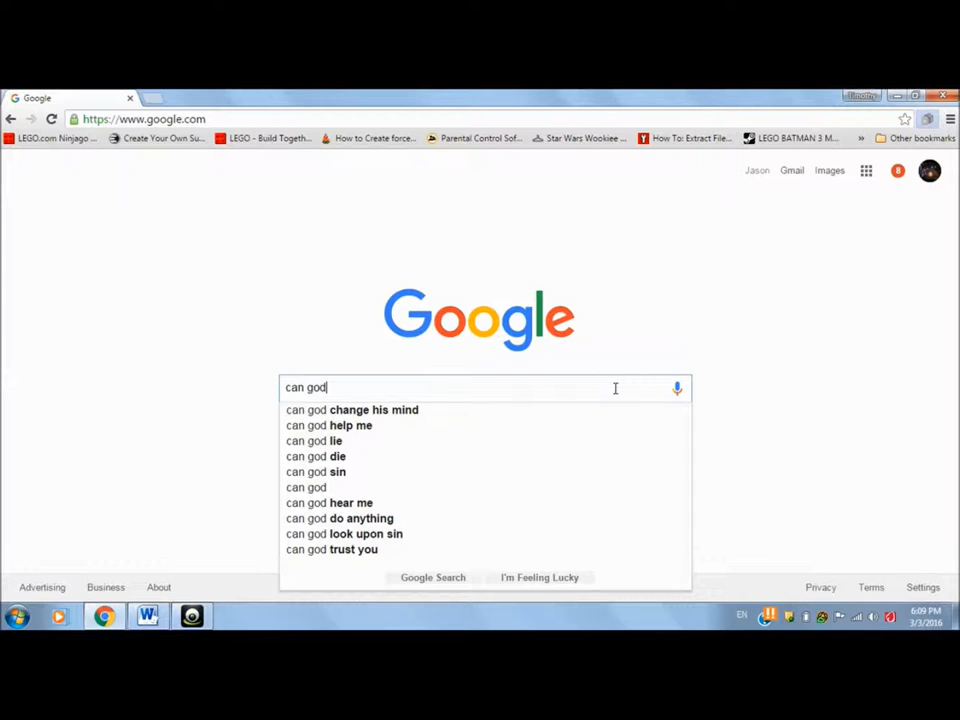 Google
Timothy
https://www.google.com
LEGO.com Ninjago
Create Your Own Su...
LEGO - Build Togeth...
How to Create force...
Parental Control Sof...
Star Wars Wookiee ...
How To: Extract File...
LEGO BATMAN 3 M...
» Other bookmarks
Jason Gmail Images 8
Google
can god
can god change his mind
can god help me
can god lie
can god die
can god sin
can god
can god hear me
can god do anything
can god look upon sin
can god trust you
Google Search I'm Feeling Lucky
Advertising Business About Privacy Terms Settings
EN 6:09 PM
3/3/2016